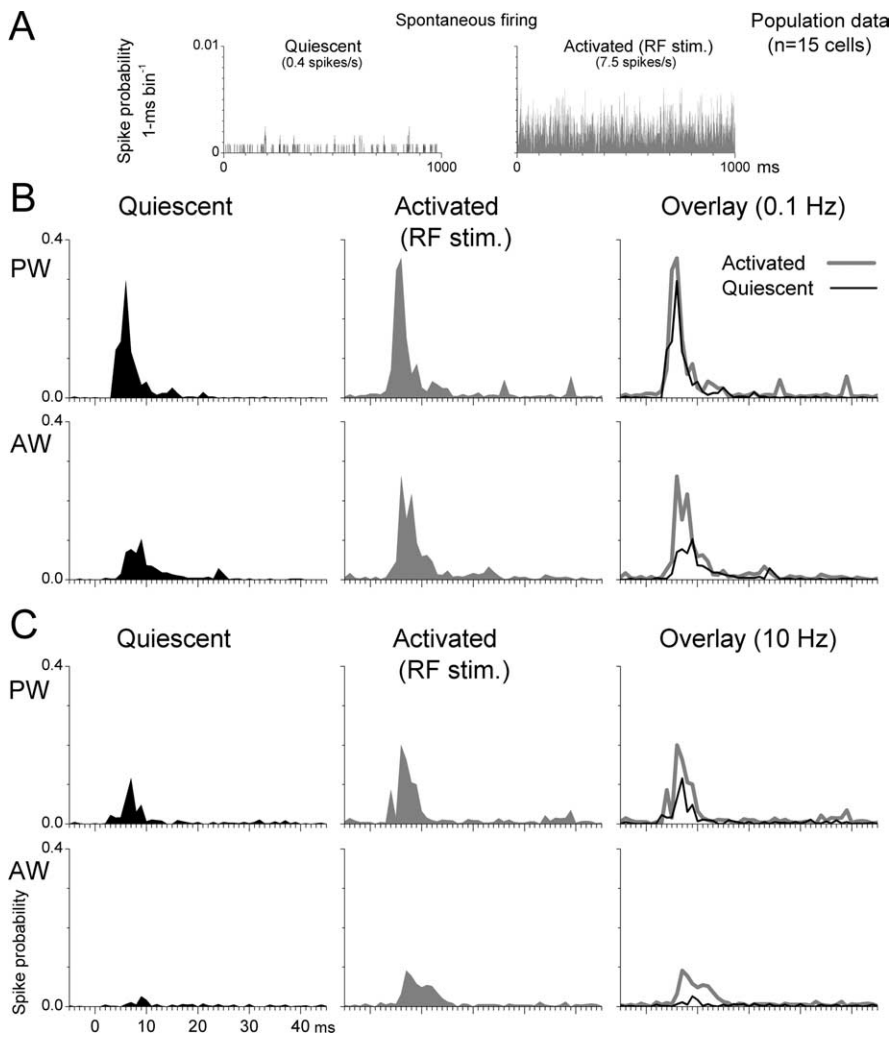 A
Spontaneous firing
Population data
(n=15 cells)
Spike probability
1-ms bin⁻¹
0.01
0
Quiescent
(0.4 spikes/s)
0
1000
Activated (RF stim.)
(7.5 spikes/s)
0
1000 ms
B
Quiescent
Activated
(RF stim.)
Overlay (0.1 Hz)
PW
0.4
0.0
Activated
Quiescent
AW
0.4
0.0
C
Quiescent
Activated
(RF stim.)
Overlay (10 Hz)
PW
0.4
0.0
AW
Spike probability
0.4
0.0
0 10 20 30 40 ms